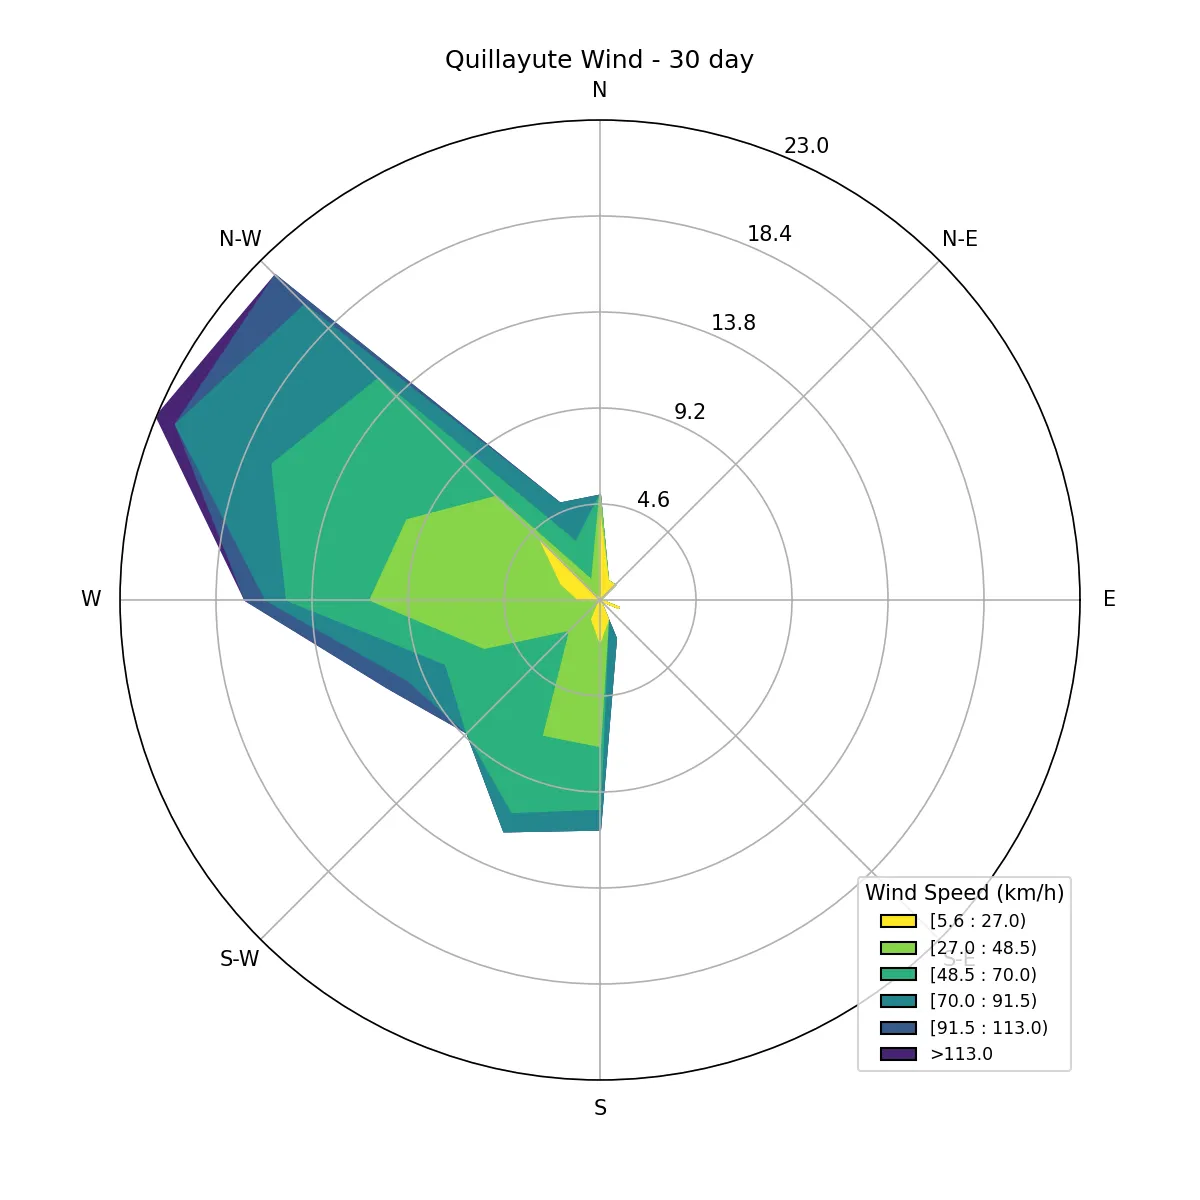 Quillayute Wind - 30 day
N
23.0
18.4
N-W
N-E
13.8
9.2
4.6
W
E
S-W
S-E
S
Wind Speed (km/h)
[5.6 : 27.0)
[27.0 : 48.5)
[48.5 : 70.0)
[70.0 : 91.5)
[91.5 : 113.0)
>113.0